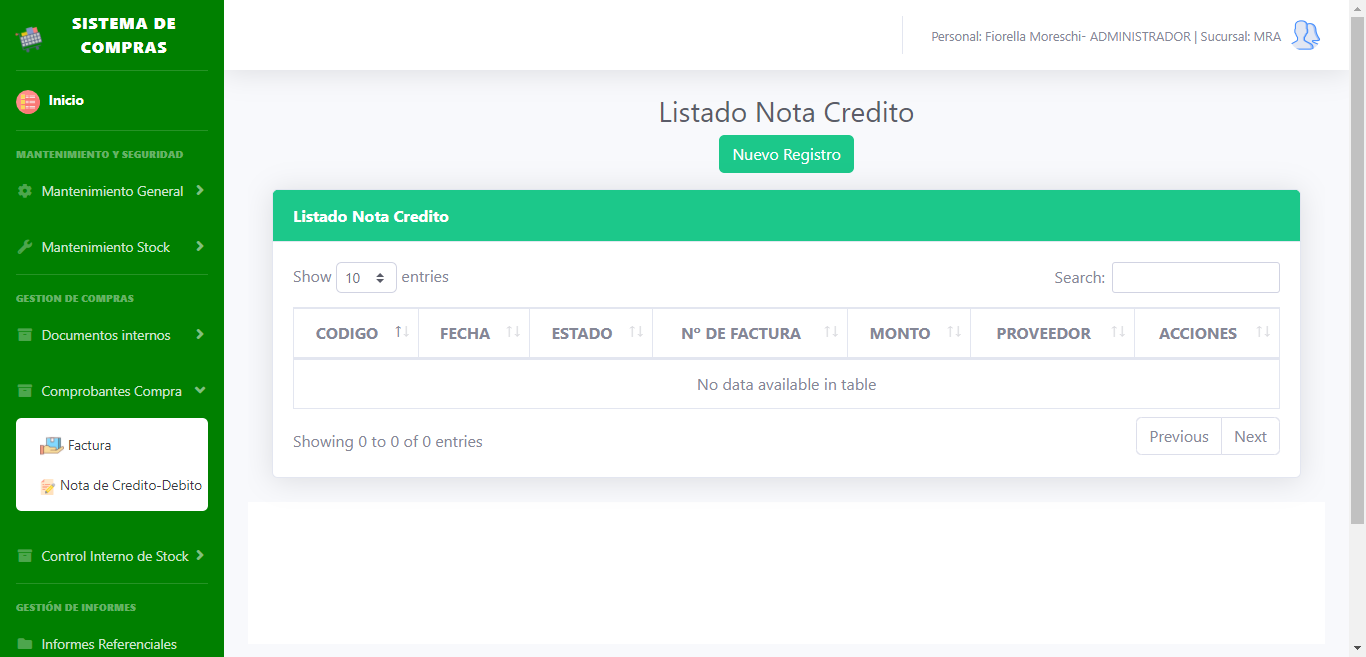 SISTEMA DE
COMPRAS
Personal: Fiorella Moreschi- ADMINISTRADOR | Sucursal: MRA
Inicio
MANTENIMIENTO Y SEGURIDAD
Mantenimiento General
Mantenimiento Stock
GESTION DE COMPRAS
Documentos internos
Comprobantes Compra
Factura
Nota de Credito-Debito
Control Interno de Stock
GESTIÓN DE INFORMES
Informes Referenciales
Listado Nota Credito
Nuevo Registro
Listado Nota Credito
Show 10 entries
Search:
CODIGO FECHA ESTADO Nº DE FACTURA MONTO PROVEEDOR ACCIONES
No data available in table
Showing 0 to 0 of 0 entries
Previous Next